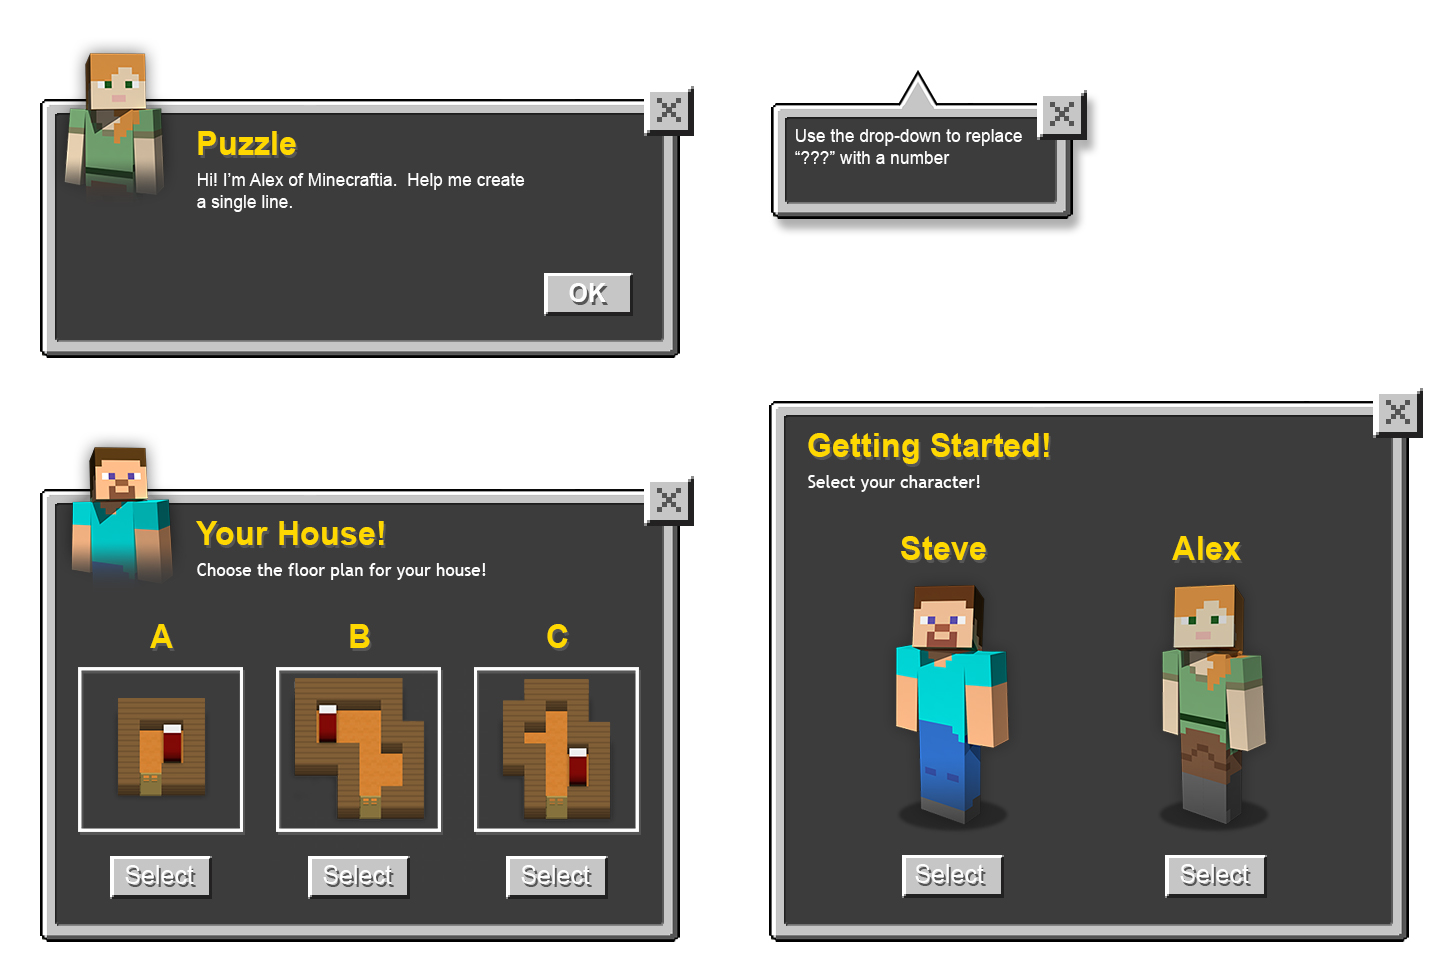 Puzzle
Hi! I’m Alex of Minecraftia.  Help me create
a single line.
OK
Use the drop-down to replace
“???” with a number
Your House!
Choose the floor plan for your house!
A
B
C
Select
Select
Select
Getting Started!
Select your character!
Steve
Alex
Select
Select